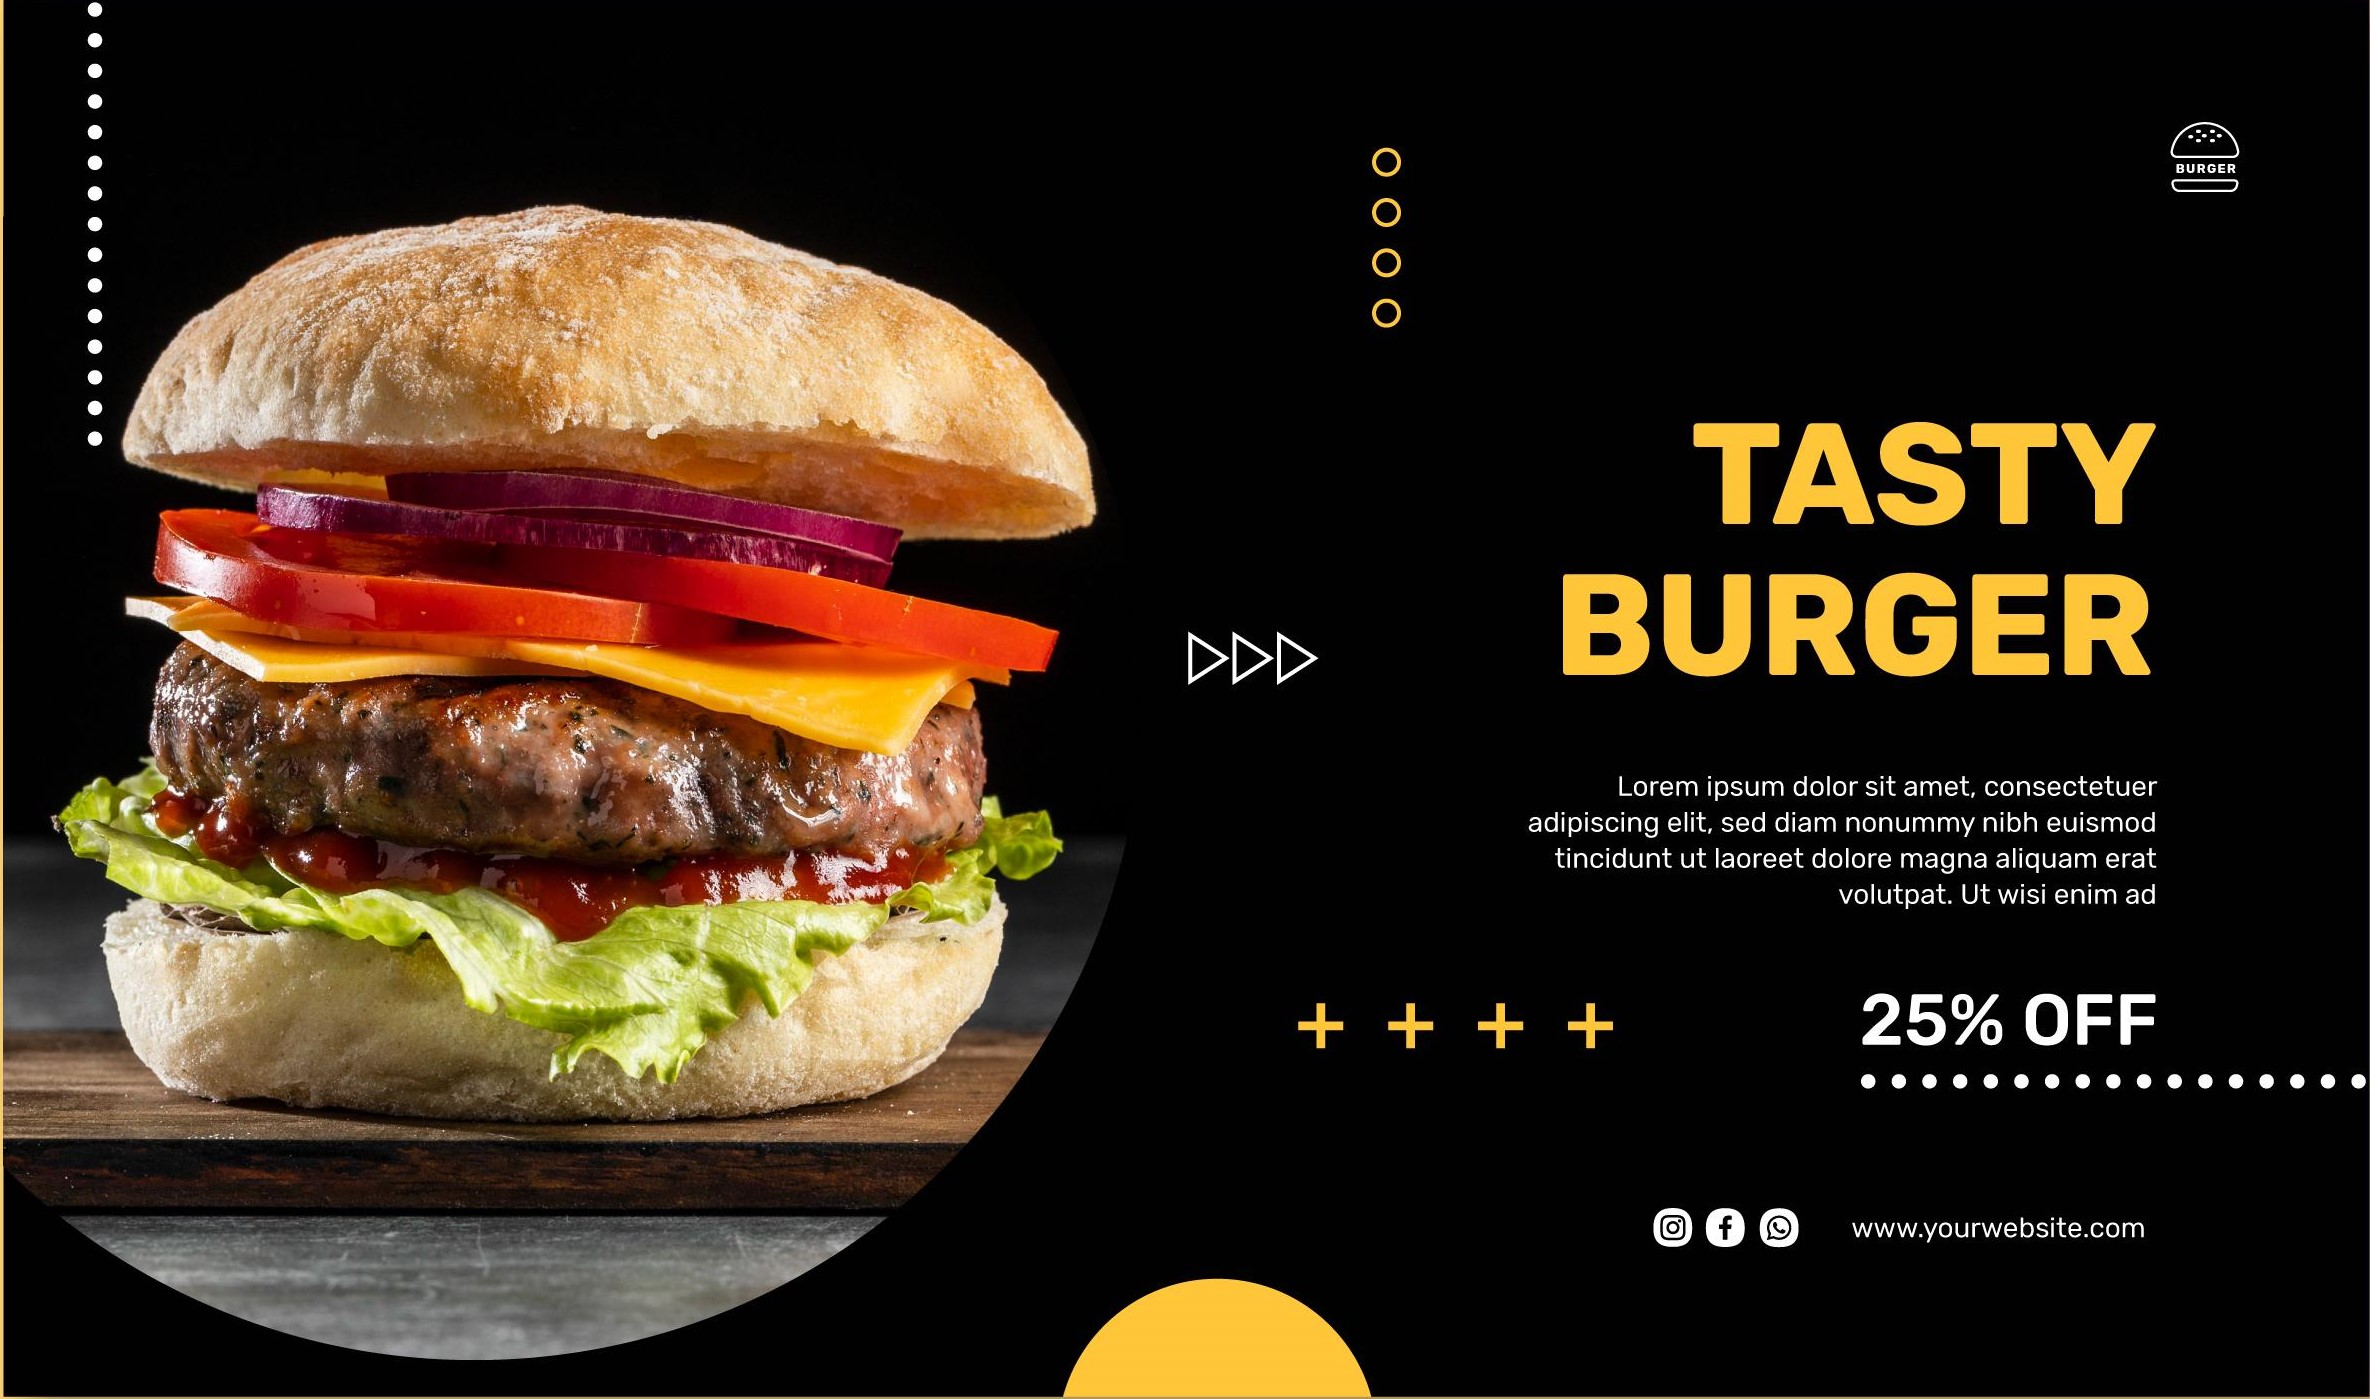 BURGER
TASTY
BURGER
Lorem ipsum dolor sit amet, consectetuer
adipiscing elit, sed diam nonummy nibh euismod
tincidunt ut laoreet dolore magna aliquam erat
volutpat. Ut wisi enim ad
25% OFF
www.yourwebsite.com